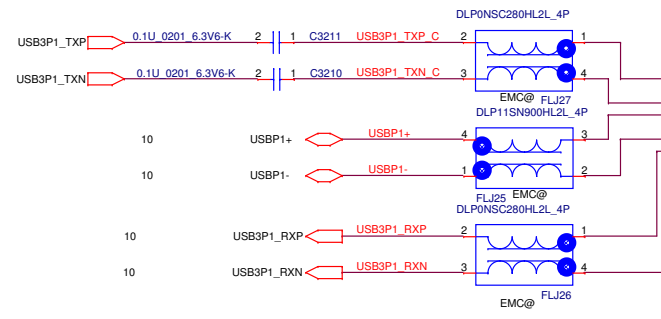 DLP0NSC280HL2L_4P
USB3P1_TXP 0.1U_0201_6.3V6-K 2 1 C3211 USB3P1_TXP_C 2 1
USB3P1_TXN 0.1U_0201_6.3V6-K 2 1 C3210 USB3P1_TXN_C 3 4
EMC@ FLJ27
DLP11SN900HL2L_4P
10 USBP1+ USBP1+ 4 3
10 USBP1- USBP1- 1 2
FLJ25 EMC@
DLP0NSC280HL2L_4P
10 USB3P1_RXP USB3P1_RXP 2 1
10 USB3P1_RXN USB3P1_RXN 3 4
EMC@ FLJ26